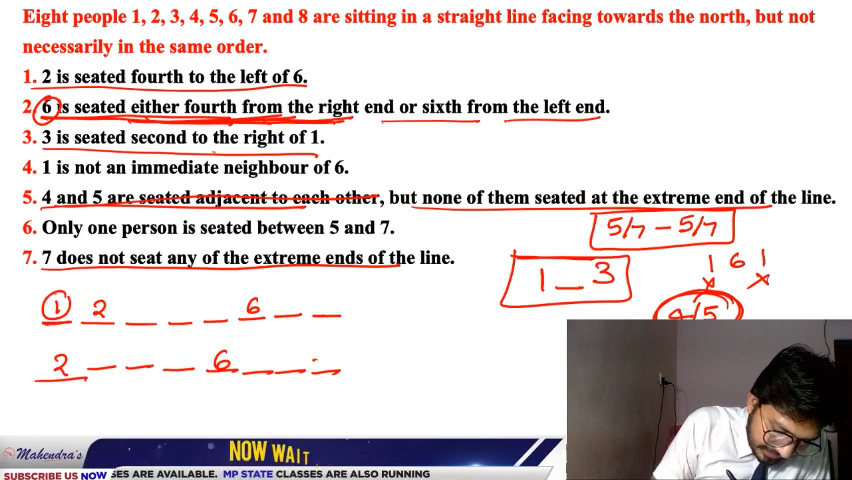 Eight people 1, 2, 3, 4, 5, 6, 7 and 8 are sitting in a straight line facing towards the north, but not
necessarily in the same order.
1. 2 is seated fourth to the left of 6.
2. 6 is seated either fourth from the right end or sixth from the left end.
3. 3 is seated second to the right of 1.
4. 1 is not an immediate neighbour of 6.
5. 4 and 5 are seated adjacent to each other, but none of them seated at the extreme end of the line.
6. Only one person is seated between 5 and 7.
7. 7 does not seat any of the extreme ends of the line.
5/7 – 5/7
1 _ 3
1 6 1
x x
4/5
1 2 _ _ _ 6 _ _
2 _ _ _ 6 _ _ _
Mahendra's
NOW WAIT
SUBSCRIBE US NOW SES ARE AVAILABLE. MP STATE CLASSES ARE ALSO RUNNING